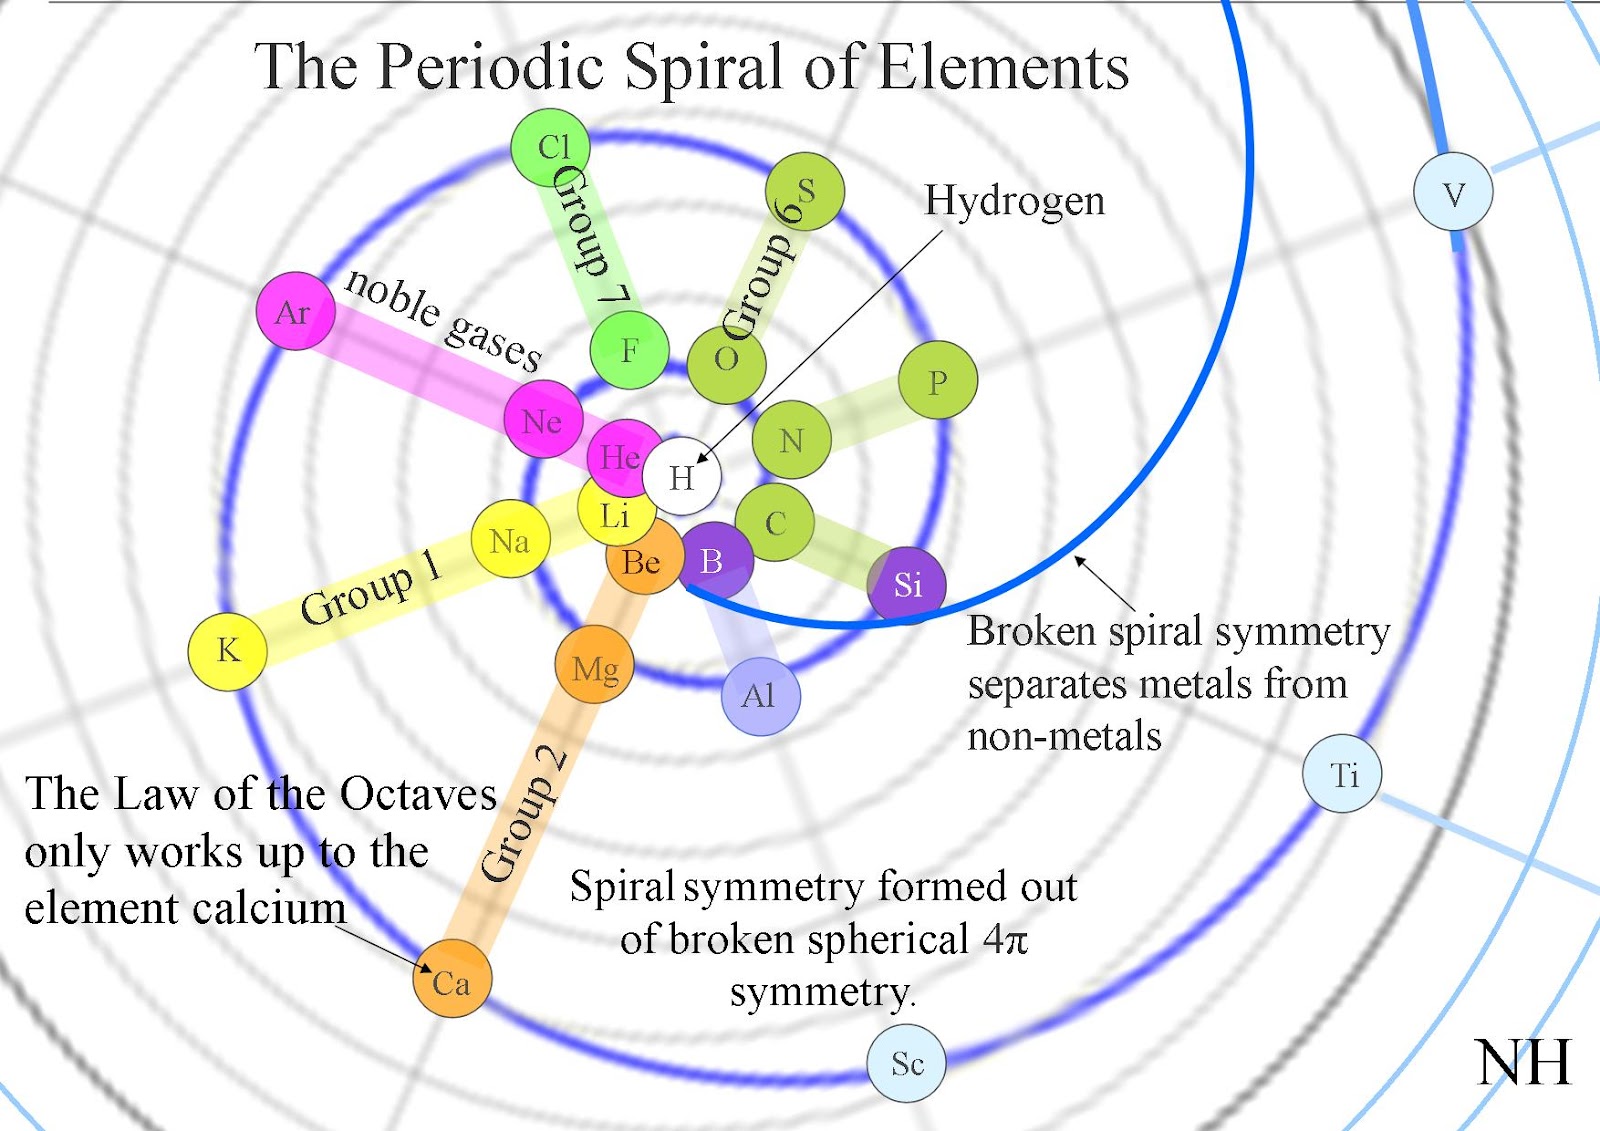 The Periodic Spiral of Elements
Cl
Group 7
S
Group 6
Hydrogen
V
Ar
noble gases
F
O
P
Ne
N
He
H
Li
C
Na
Be
B
Si
Group 1
K
Mg
Al
Broken spiral symmetry
separates metals from
non-metals
Ti
Group 2
The Law of the Octaves
only works up to the
element calcium
Spiral symmetry formed out
of broken spherical 4π
symmetry.
Ca
Sc
NH